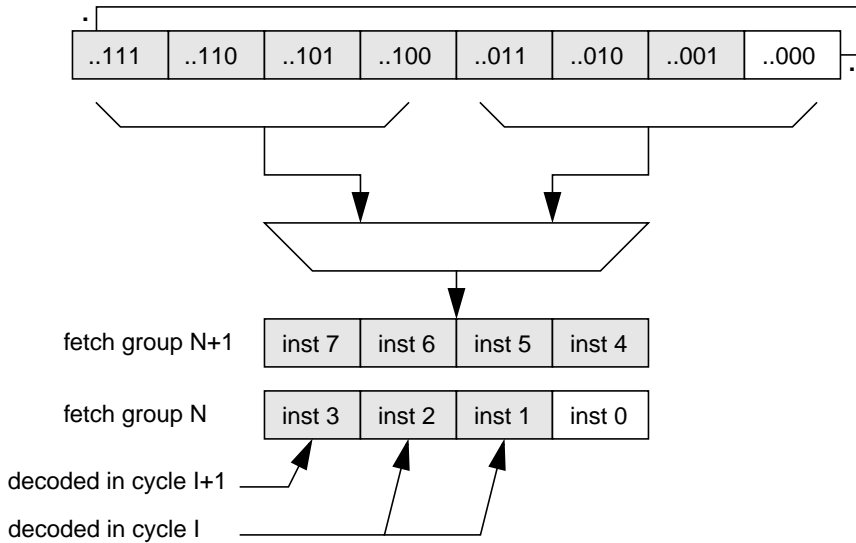 ..111 ..110 ..101 ..100 ..011 ..010 ..001 ..000
fetch group N+1 inst 7 inst 6 inst 5 inst 4
fetch group N inst 3 inst 2 inst 1 inst 0
decoded in cycle I+1
decoded in cycle I